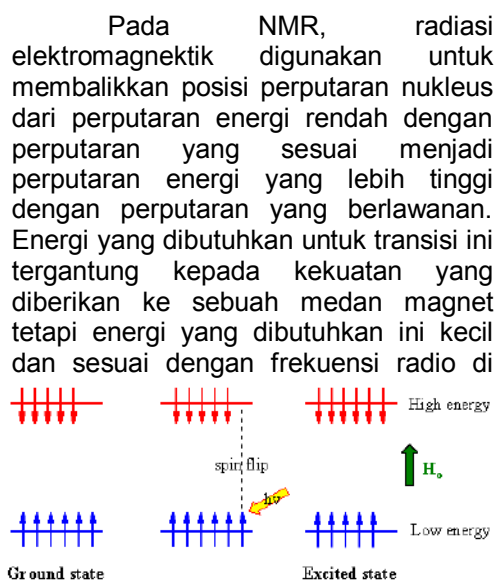 Pada NMR, radiasi
elektromagnetik digunakan untuk
membalikkan posisi perputaran nukleus
dari perputaran energi rendah dengan
perputaran yang sesuai menjadi
perputaran energi yang lebih tinggi
dengan perputaran yang berlawanan.
Energi yang dibutuhkan untuk transisi ini
tergantung kepada kekuatan yang
diberikan ke sebuah medan magnet
tetapi energi yang dibutuhkan ini kecil
dan sesuai dengan frekuensi radio di
High energy
spin flip
H₀
hν
Low energy
Ground state
Excited state